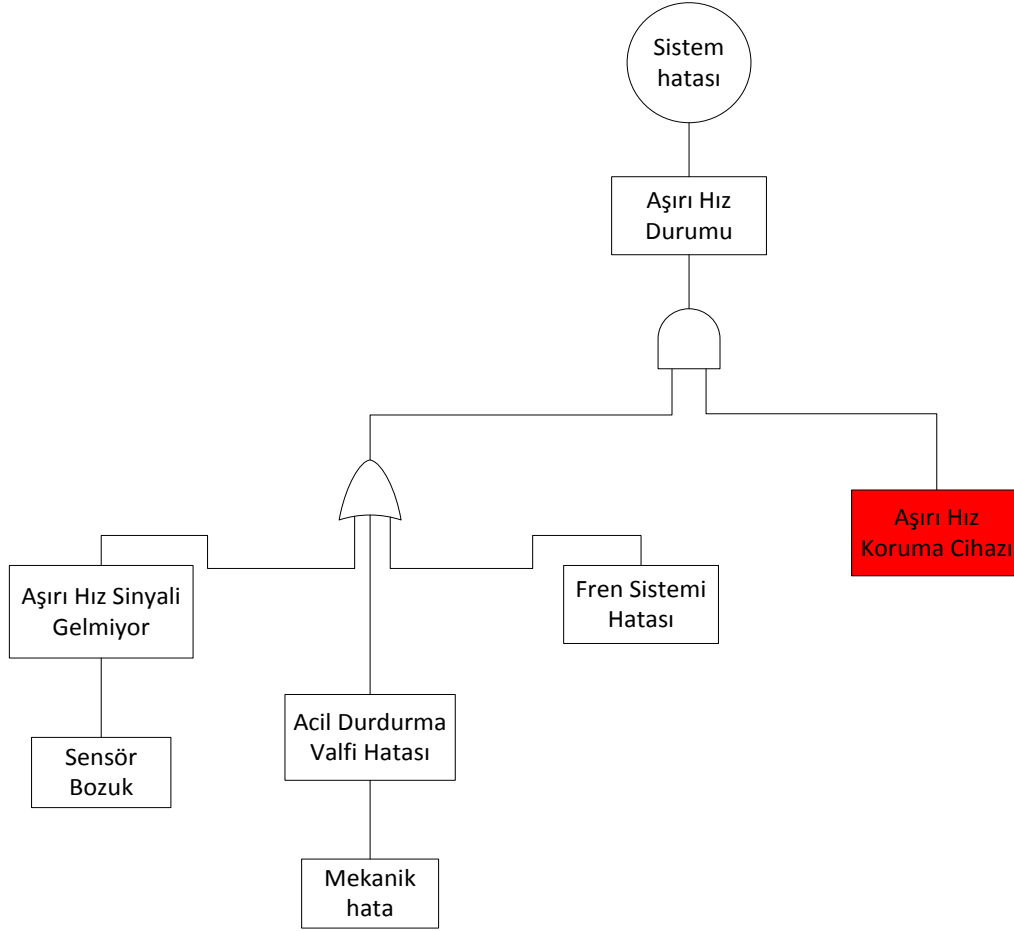 Sistem
hatası
Aşırı Hız
Durumu
Aşırı Hız
Koruma Cihazı
Aşırı Hız Sinyali
Gelmiyor
Fren Sistemi
Hatası
Acil Durdurma
Valfi Hatası
Sensör
Bozuk
Mekanik
hata